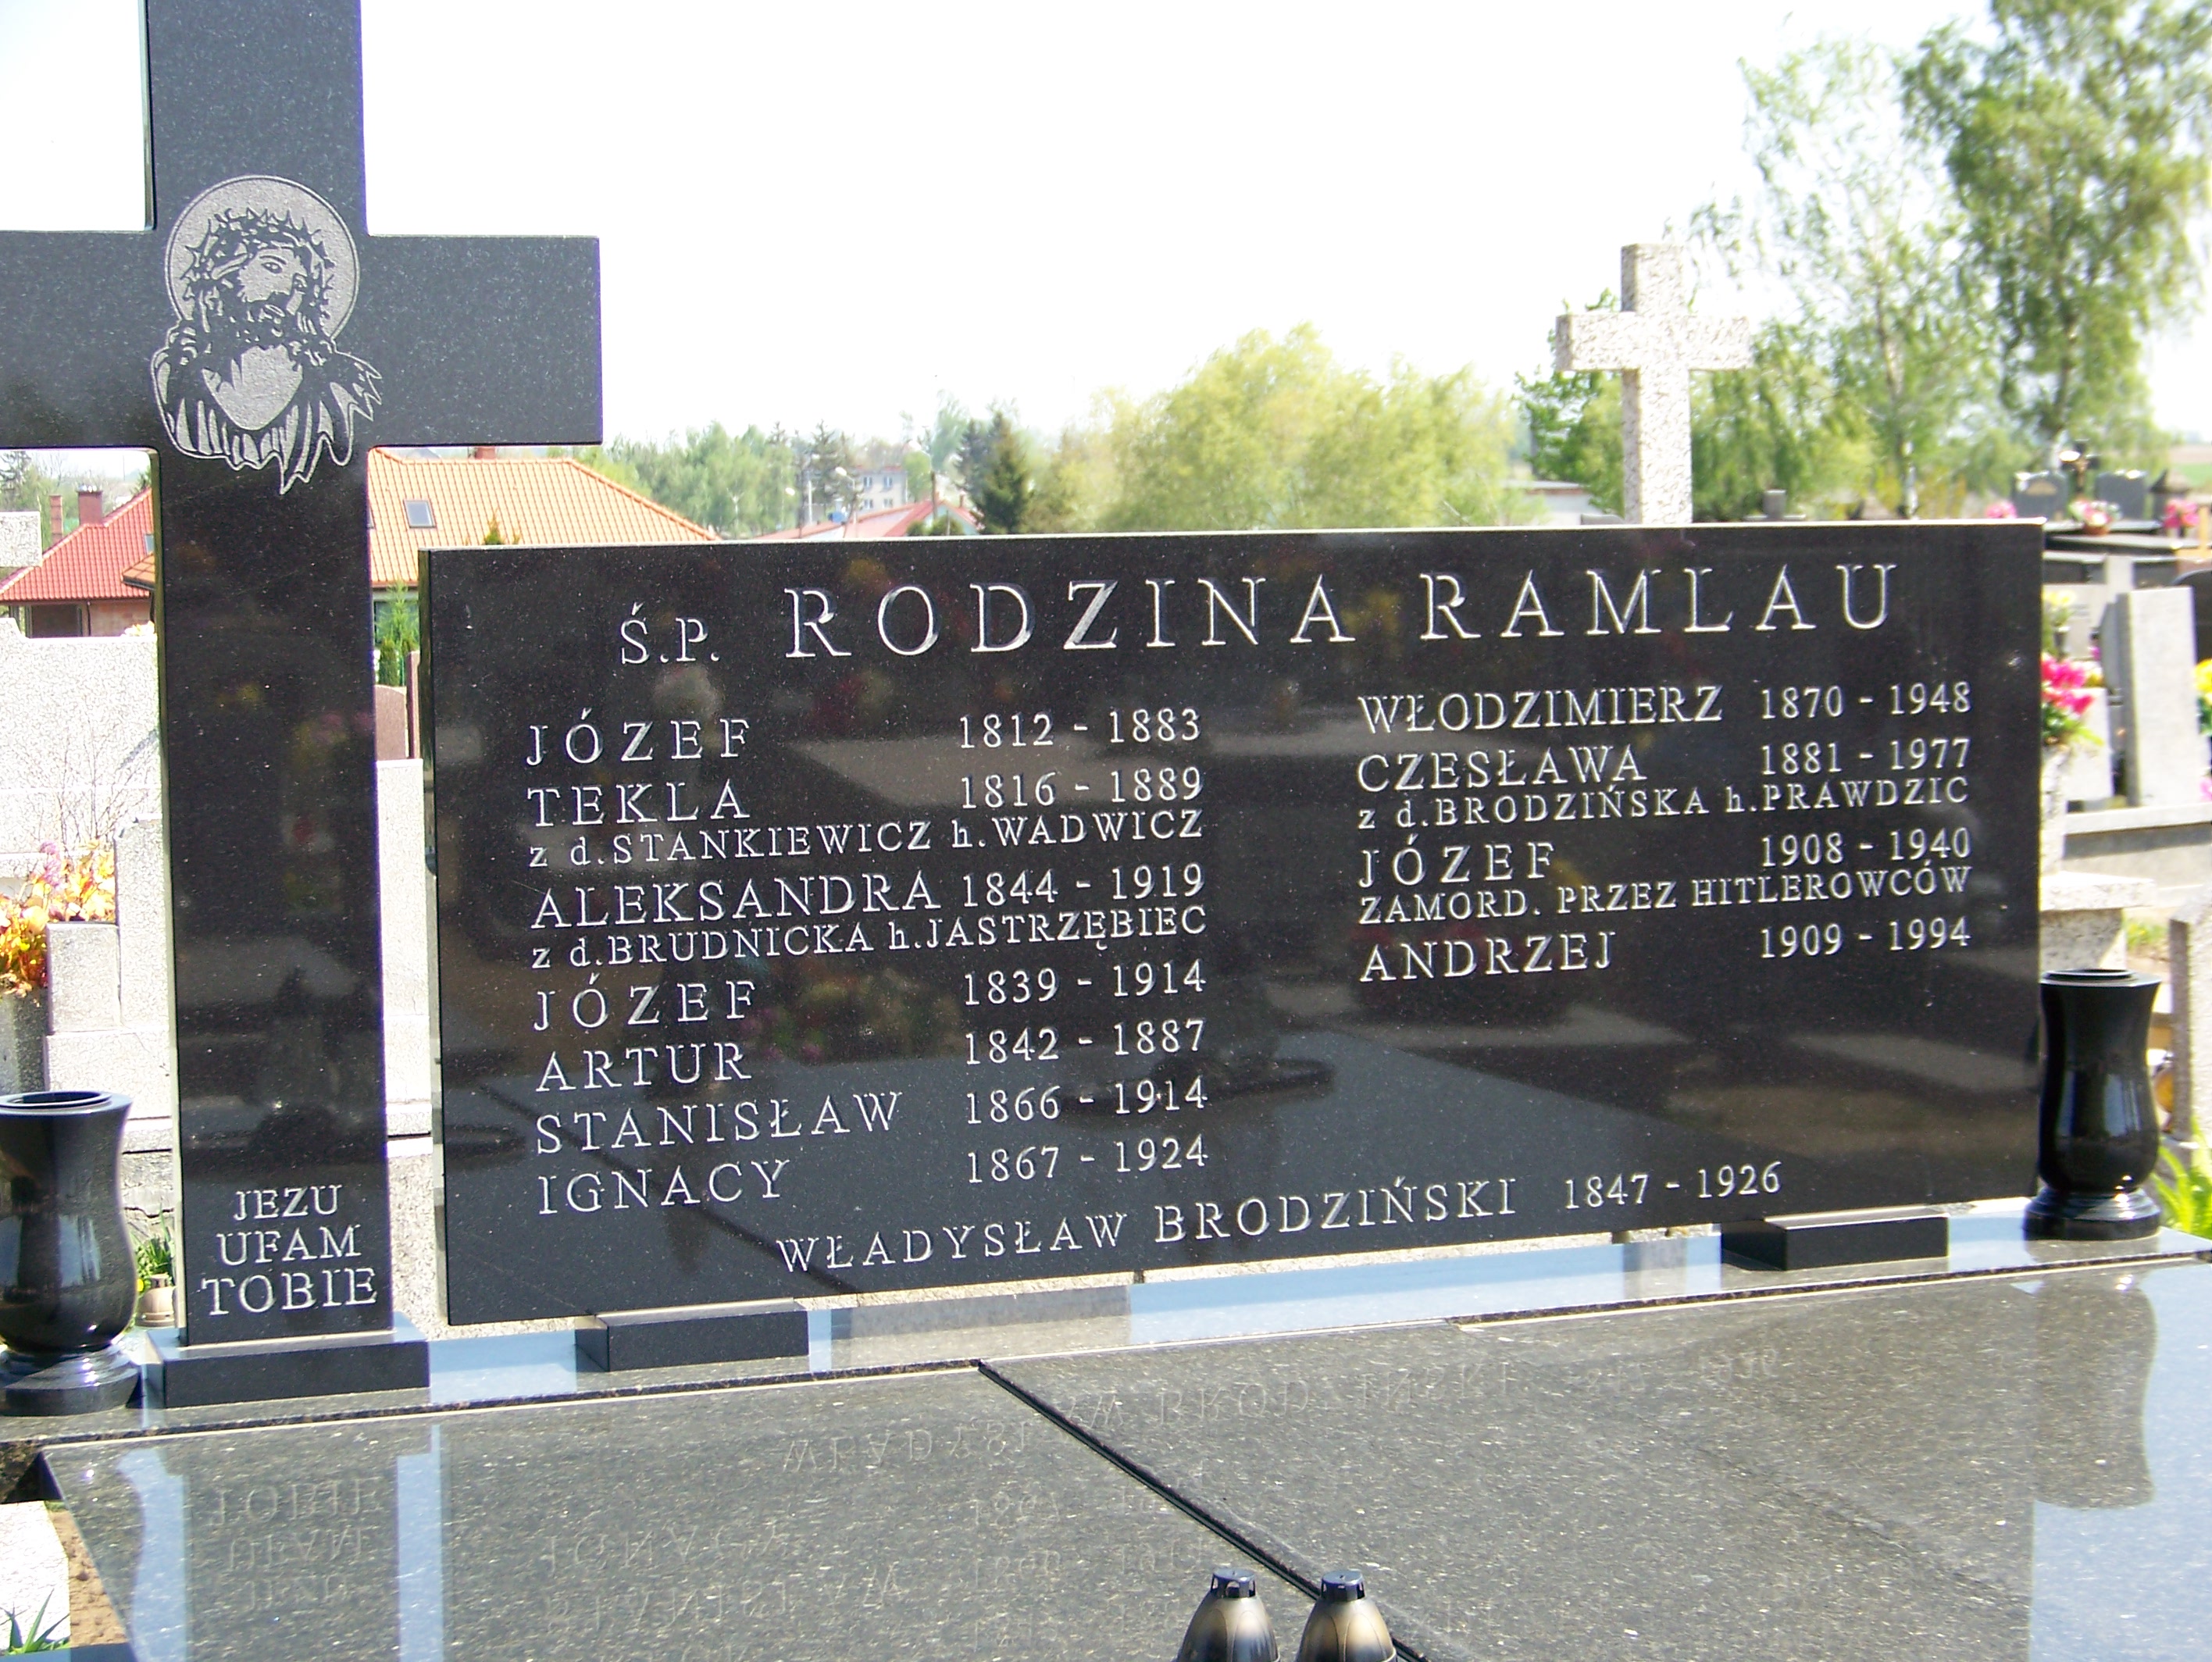 Ś.P. RODZINA RAMLAU
JÓZEF 1812 - 1883
TEKLA 1816 - 1889
z d.STANKIEWICZ h.WADWICZ
ALEKSANDRA 1844 - 1919
z d.BRUDNICKA h.JASTRZĘBIEC
JÓZEF 1839 - 1914
ARTUR 1842 - 1887
STANISŁAW 1866 - 1914
IGNACY 1867 - 1924
WŁODZIMIERZ 1870 - 1948
CZESŁAWA 1881 - 1977
z d.BRODZIŃSKA h.PRAWDZIC
JÓZEF 1908 - 1940
ZAMORD. PRZEZ HITLEROWCÓW
ANDRZEJ 1909 - 1994
WŁADYSŁAW BRODZIŃSKI 1847 - 1926
JEZU
UFAM
TOBIE